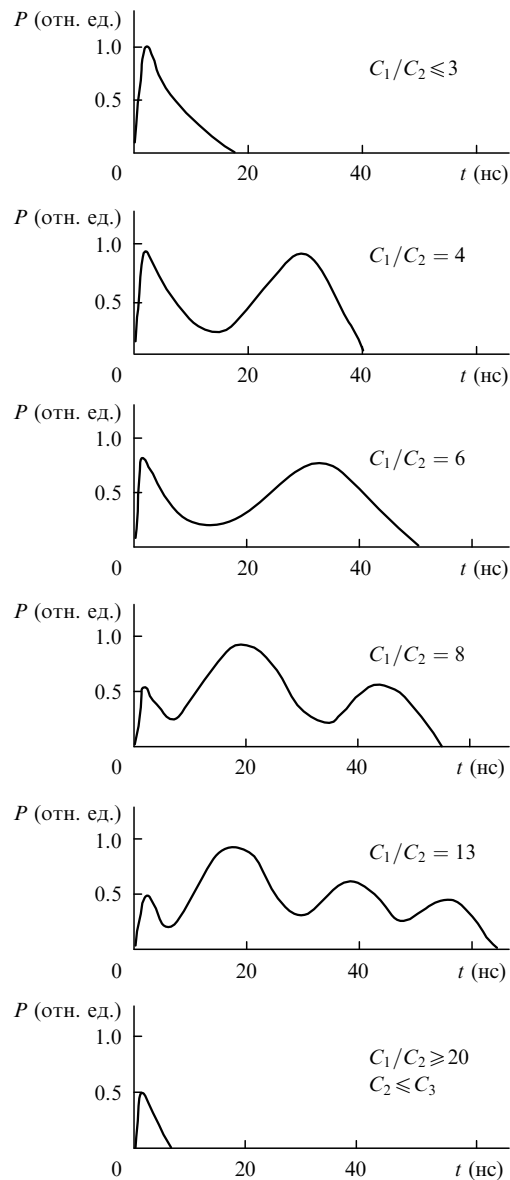 P (отн. ед.)
1.0
C₁/C₂ ⩽ 3
0.5
0 20 40 t (нс)
P (отн. ед.)
1.0
C₁/C₂ = 4
0.5
0 20 40 t (нс)
P (отн. ед.)
1.0
C₁/C₂ = 6
0.5
0 20 40 t (нс)
P (отн. ед.)
1.0
C₁/C₂ = 8
0.5
0 20 40 t (нс)
P (отн. ед.)
1.0
C₁/C₂ = 13
0.5
0 20 40 t (нс)
P (отн. ед.)
1.0
C₁/C₂ ⩾ 20
C₂ ⩽ C₃
0.5
0 20 40 t (нс)